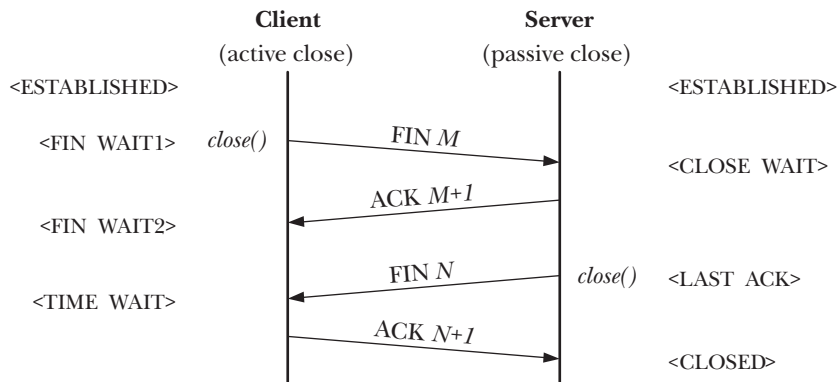 Client Server
(active close) (passive close)
<ESTABLISHED> <ESTABLISHED>
<FIN WAIT1> close() FIN M
<CLOSE WAIT>
ACK M+1
<FIN WAIT2>
FIN N close() <LAST ACK>
<TIME WAIT>
ACK N+1
<CLOSED>